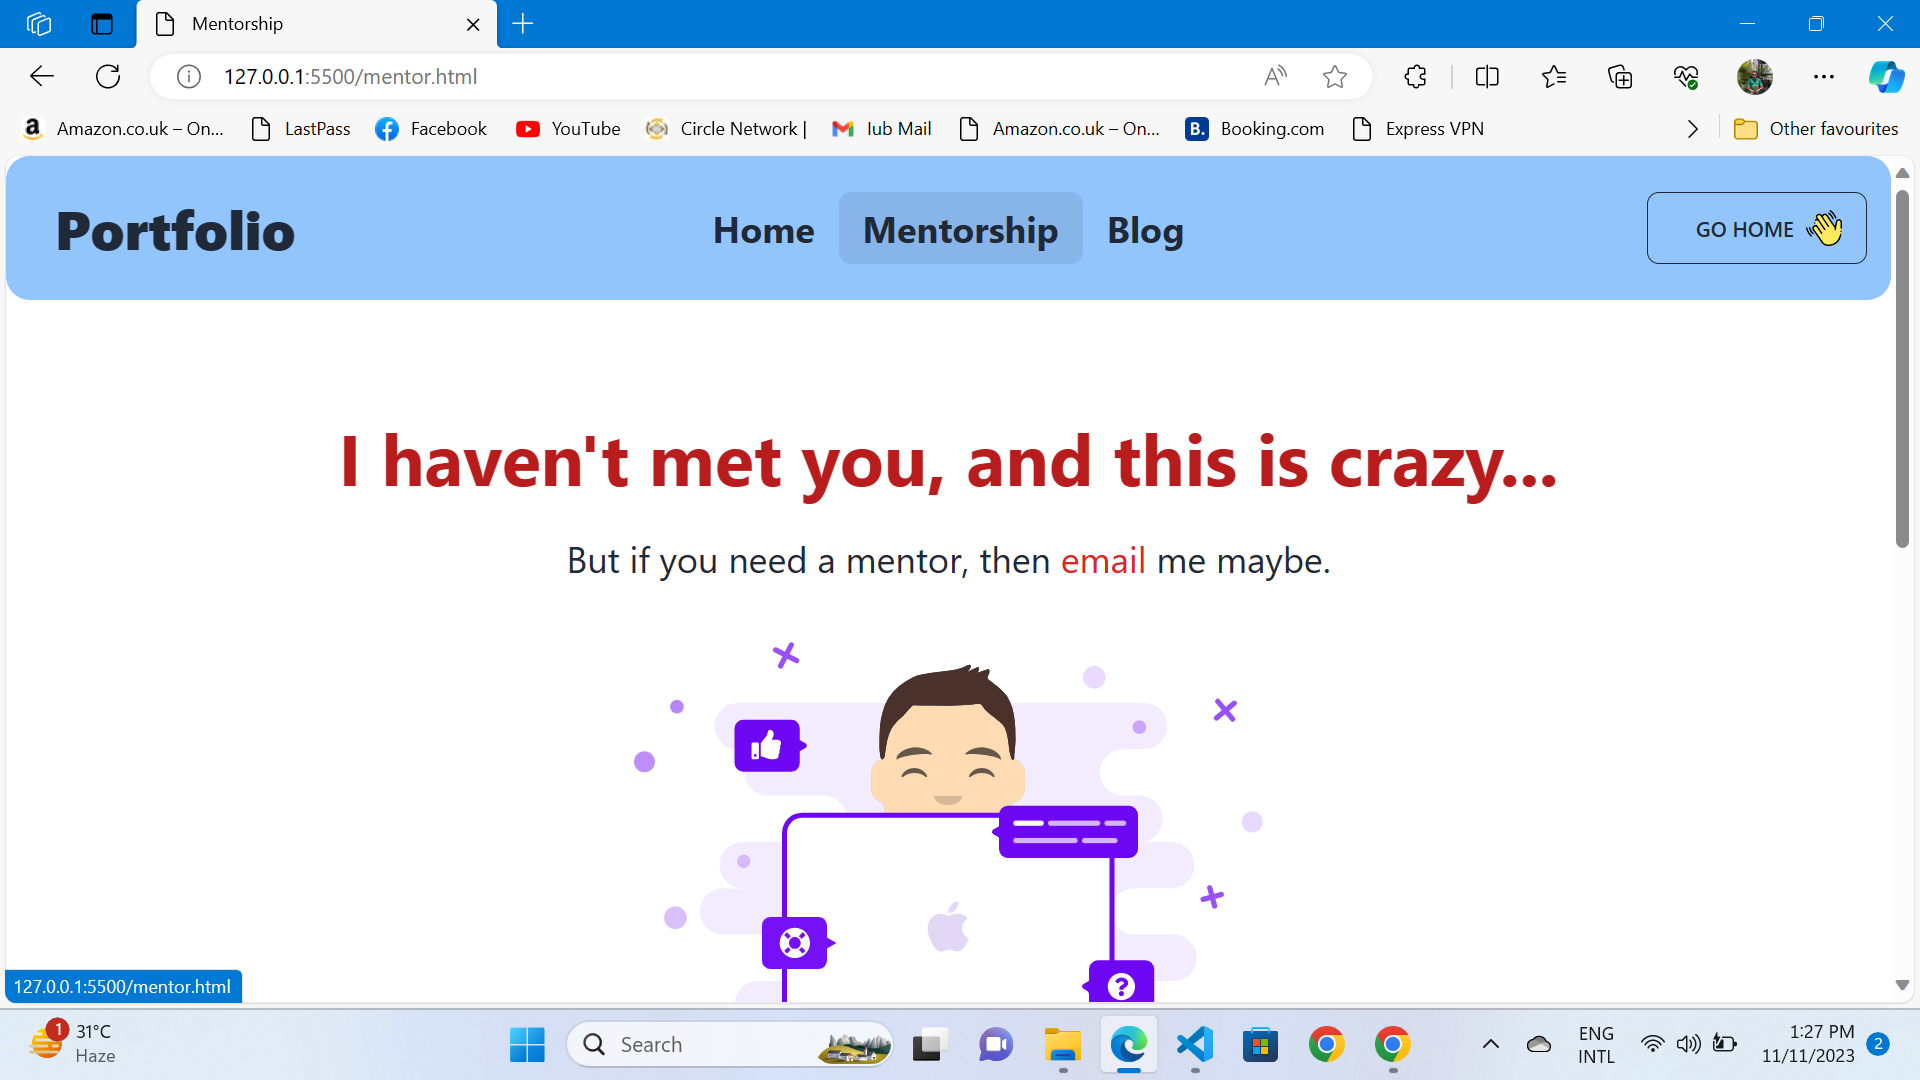 Mentorship
127.0.0.1:5500/mentor.html
Amazon.co.uk – On...
LastPass
Facebook
YouTube
Circle Network |
Iub Mail
Amazon.co.uk – On...
B. Booking.com
Express VPN
Other favourites
Portfolio
Home
Mentorship
Blog
GO HOME
I haven't met you, and this is crazy...
But if you need a mentor, then email me maybe.
?
127.0.0.1:5500/mentor.html
1
31°C
Haze
Search
ENG
INTL
1:27 PM
11/11/2023
2